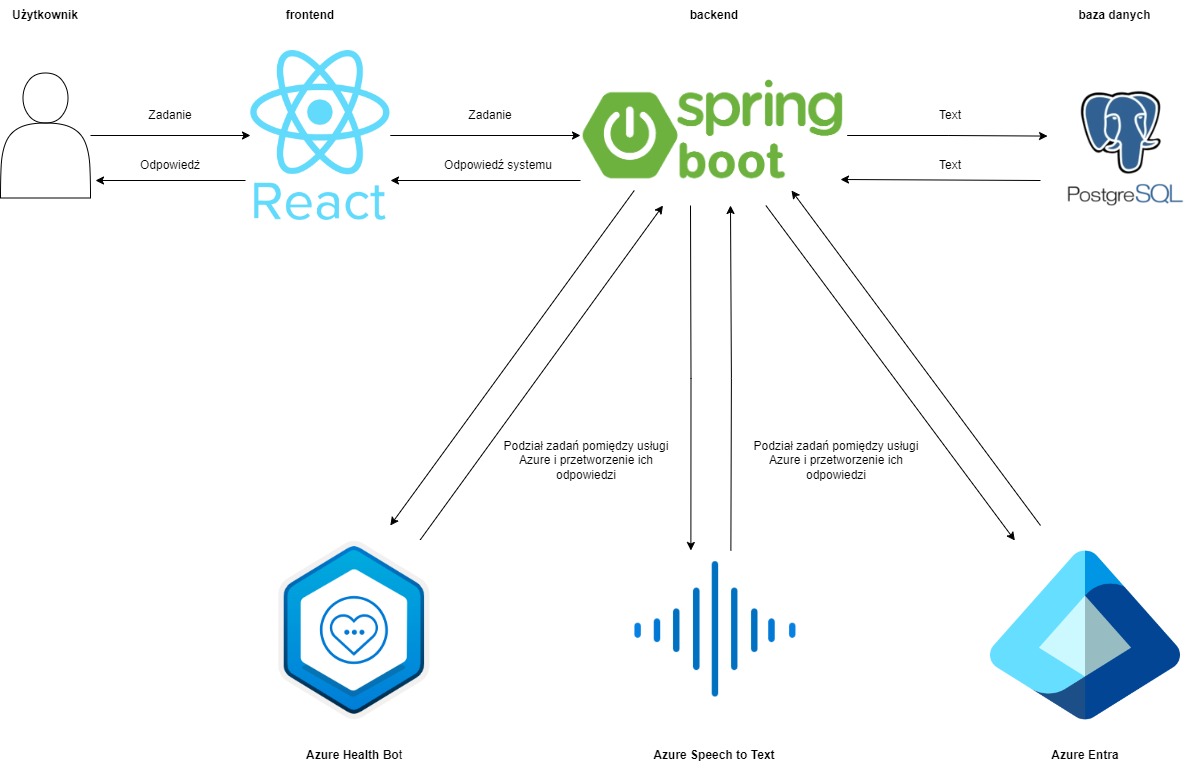 Użytkownik
frontend
backend
baza danych
Zadanie
Zadanie
Text
Odpowiedź
Odpowiedź systemu
Text
React
spring
boot
PostgreSQL
Podział zadań pomiędzy usługi
Azure i przetworzenie ich
odpowiedzi
Podział zadań pomiędzy usługi
Azure i przetworzenie ich
odpowiedzi
Azure Health Bot
Azure Speech to Text
Azure Entra